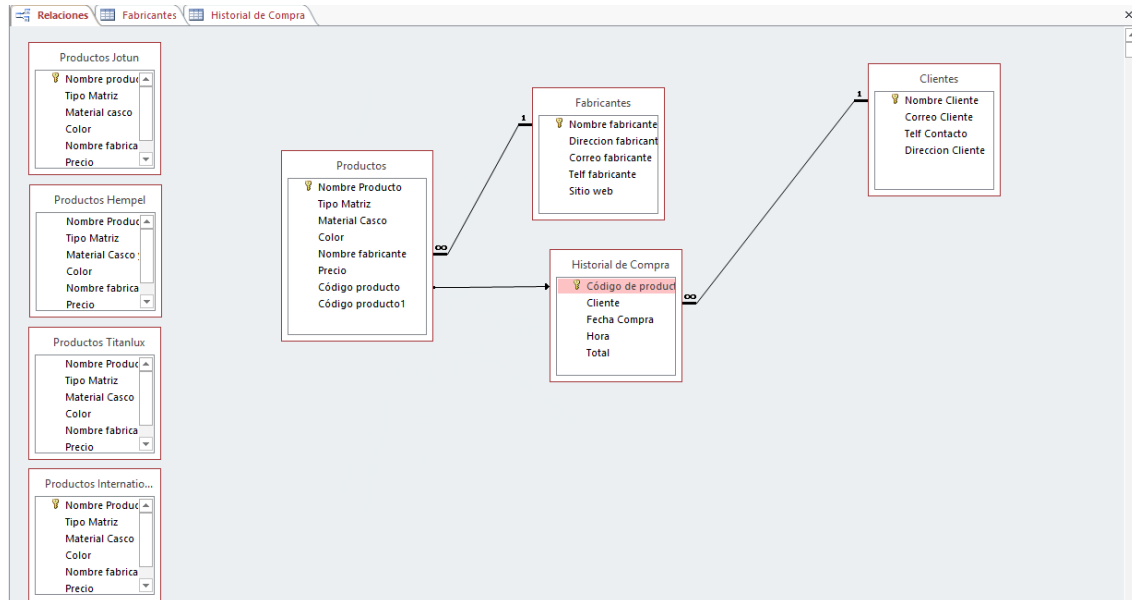 Relaciones
Fabricantes
Historial de Compra
Productos Jotun
Nombre produc
Tipo Matriz
Material casco
Color
Nombre fabrica
Precio
Productos Hempel
Nombre Produc
Tipo Matriz
Material Casco y
Color
Nombre fabrica
Precio
Productos Titanlux
Nombre Produc
Tipo Matriz
Material Casco
Color
Nombre fabrica
Precio
Productos Internatio...
Nombre Produc
Tipo Matriz
Material Casco
Color
Nombre fabrica
Precio
Productos
Nombre Producto
Tipo Matriz
Material Casco
Color
Nombre fabricante
Precio
Código producto
Código producto1
∞
1
Fabricantes
Nombre fabricante
Direccion fabricant
Correo fabricante
Telf fabricante
Sitio web
Historial de Compra
Código de product
Cliente
Fecha Compra
Hora
Total
∞
1
Clientes
Nombre Cliente
Correo Cliente
Telf Contacto
Direccion Cliente